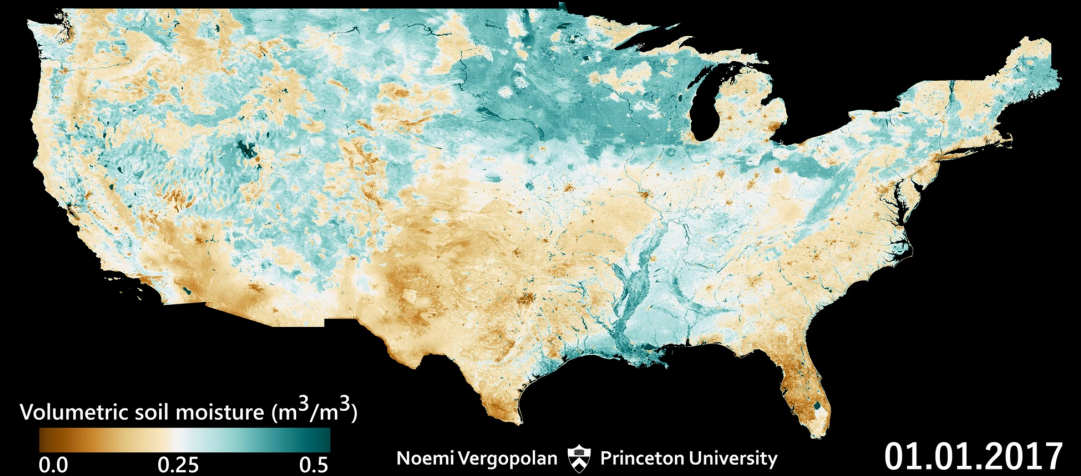 Volumetric soil moisture (m³/m³)
0.0 0.25 0.5
Noemi Vergopolan Princeton University
01.01.2017